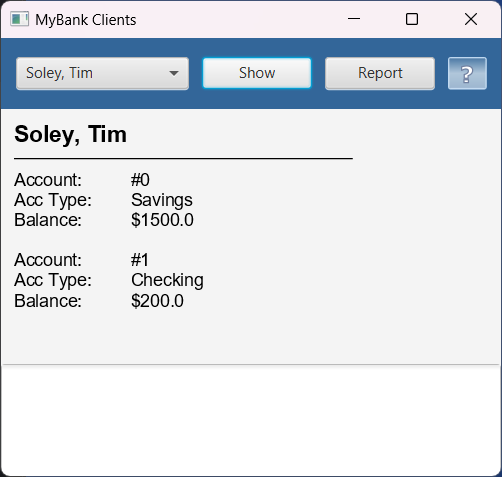 MyBank Clients
Soley, Tim Show Report ?
Soley, Tim
Account: #0
Acc Type: Savings
Balance: $1500.0
Account: #1
Acc Type: Checking
Balance: $200.0